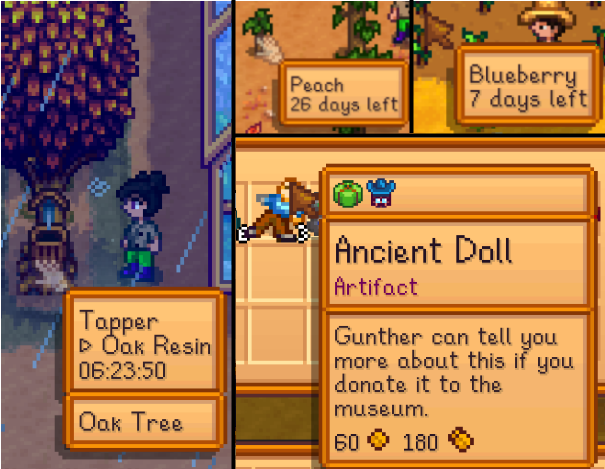 Peach
26 days left
Blueberry
7 days left
Ancient Doll
Artifact
Gunther can tell you
more about this if you
donate it to the
museum.
60 180
Tapper
▷ Oak Resin
06:23:50
Oak Tree